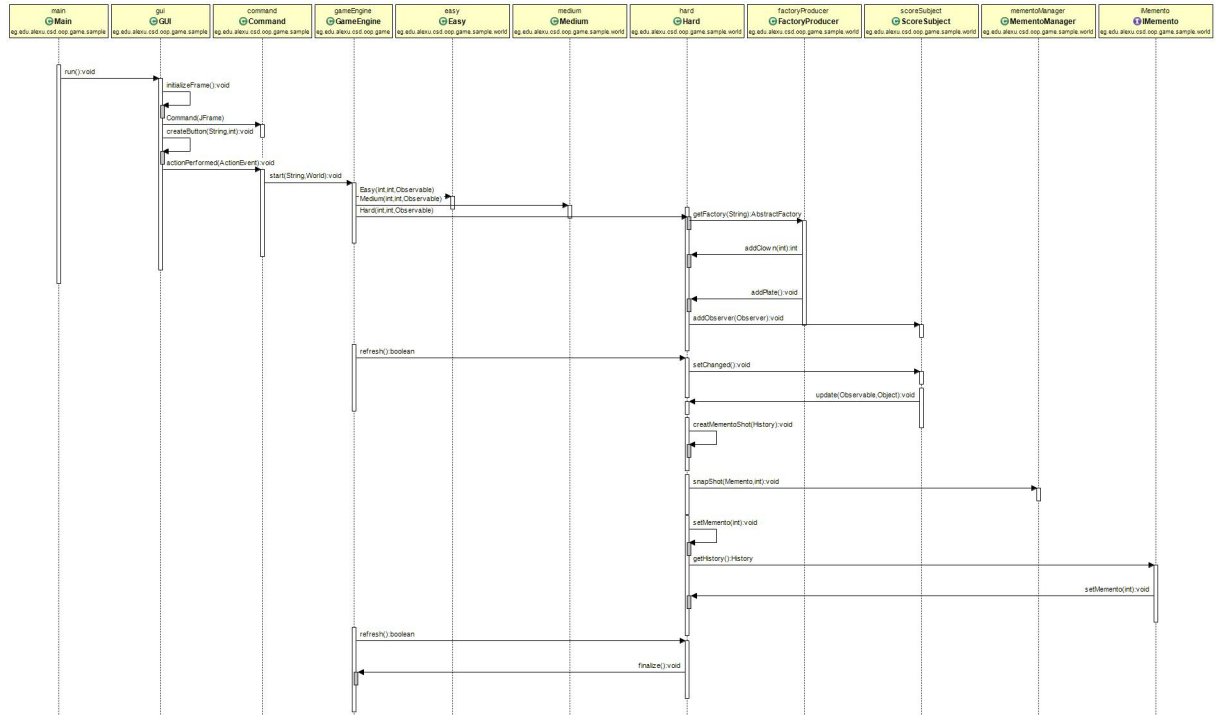 main
Main
eg.edu.alexu.csd.oop.game.sample
gui
GUI
eg.edu.alexu.csd.oop.game.sample
command
Command
eg.edu.alexu.csd.oop.game.sample
gameEngine
GameEngine
eg.edu.alexu.csd.oop.game
easy
Easy
eg.edu.alexu.csd.oop.game.sample.world
medium
Medium
eg.edu.alexu.csd.oop.game.sample.world
hard
Hard
eg.edu.alexu.csd.oop.game.sample.world
factoryProducer
FactoryProducer
eg.edu.alexu.csd.oop.game.sample.world
scoreSubject
ScoreSubject
eg.edu.alexu.csd.oop.game.sample.world
mementoManager
MementoManager
eg.edu.alexu.csd.oop.game.sample.world
iMemento
IMemento
eg.edu.alexu.csd.oop.game.sample.world
run():void
initializeFrame():void
Command(JFrame)
createButton(String,int):void
actionPerformed(ActionEvent):void
start(String,World):void
Easy(int,int,Observable)
Medium(int,int,Observable)
Hard(int,int,Observable)
getFactory(String):AbstractFactory
addClown(int):int
addPlate():void
addObserver(Observer):void
refresh():boolean
setChanged():void
update(Observable,Object):void
creatMementoShot(History):void
snapShot(Memento,int):void
setMemento(int):void
getHistory():History
setMemento(int):void
refresh():boolean
finalize():void